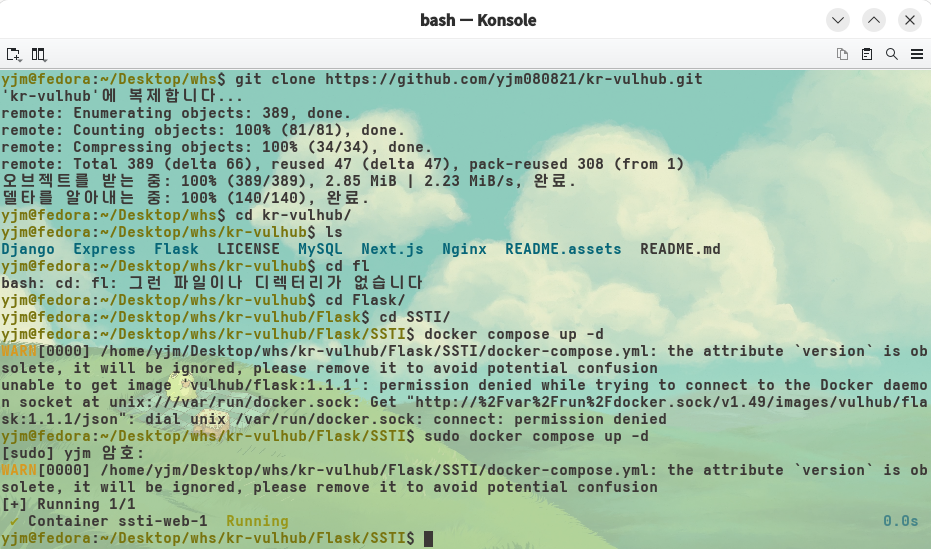 bash — Konsole
yjm@fedora:~/Desktop/whs$ git clone https://github.com/yjm080821/kr-vulhub.git
'kr-vulhub'에 복제합니다...
remote: Enumerating objects: 389, done.
remote: Counting objects: 100% (81/81), done.
remote: Compressing objects: 100% (34/34), done.
remote: Total 389 (delta 66), reused 47 (delta 47), pack-reused 308 (from 1)
오브젝트를 받는 중: 100% (389/389), 2.85 MiB | 2.23 MiB/s, 완료.
델타를 알아내는 중: 100% (140/140), 완료.
yjm@fedora:~/Desktop/whs$ cd kr-vulhub/
yjm@fedora:~/Desktop/whs/kr-vulhub$ ls
Django  Express  Flask  LICENSE  MySQL  Next.js  Nginx  README.assets  README.md
yjm@fedora:~/Desktop/whs/kr-vulhub$ cd fl
bash: cd: fl: 그런 파일이나 디렉터리가 없습니다
yjm@fedora:~/Desktop/whs/kr-vulhub$ cd Flask/
yjm@fedora:~/Desktop/whs/kr-vulhub/Flask$ cd SSTI/
yjm@fedora:~/Desktop/whs/kr-vulhub/Flask/SSTI$ docker compose up -d
WARN[0000] /home/yjm/Desktop/whs/kr-vulhub/Flask/SSTI/docker-compose.yml: the attribute `version` is ob
solete, it will be ignored, please remove it to avoid potential confusion
unable to get image 'vulhub/flask:1.1.1': permission denied while trying to connect to the Docker daemo
n socket at unix:///var/run/docker.sock: Get "http://%2Fvar%2Frun%2Fdocker.sock/v1.49/images/vulhub/fla
sk:1.1.1/json": dial unix /var/run/docker.sock: connect: permission denied
yjm@fedora:~/Desktop/whs/kr-vulhub/Flask/SSTI$ sudo docker compose up -d
[sudo] yjm 암호:
WARN[0000] /home/yjm/Desktop/whs/kr-vulhub/Flask/SSTI/docker-compose.yml: the attribute `version` is ob
solete, it will be ignored, please remove it to avoid potential confusion
[+] Running 1/1
✔ Container ssti-web-1  Running 0.0s
yjm@fedora:~/Desktop/whs/kr-vulhub/Flask/SSTI$